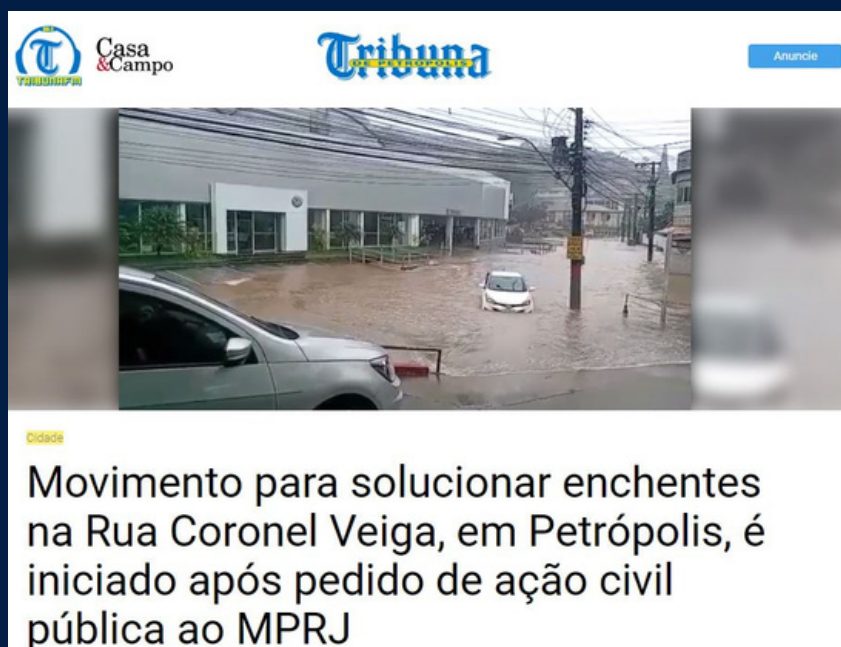 TRIBUNAFM
Casa
&Campo
Tribuna
DE PETRÓPOLIS
Anuncie
Cidade
Movimento para solucionar enchentes
na Rua Coronel Veiga, em Petrópolis, é
iniciado após pedido de ação civil
pública ao MPRJ